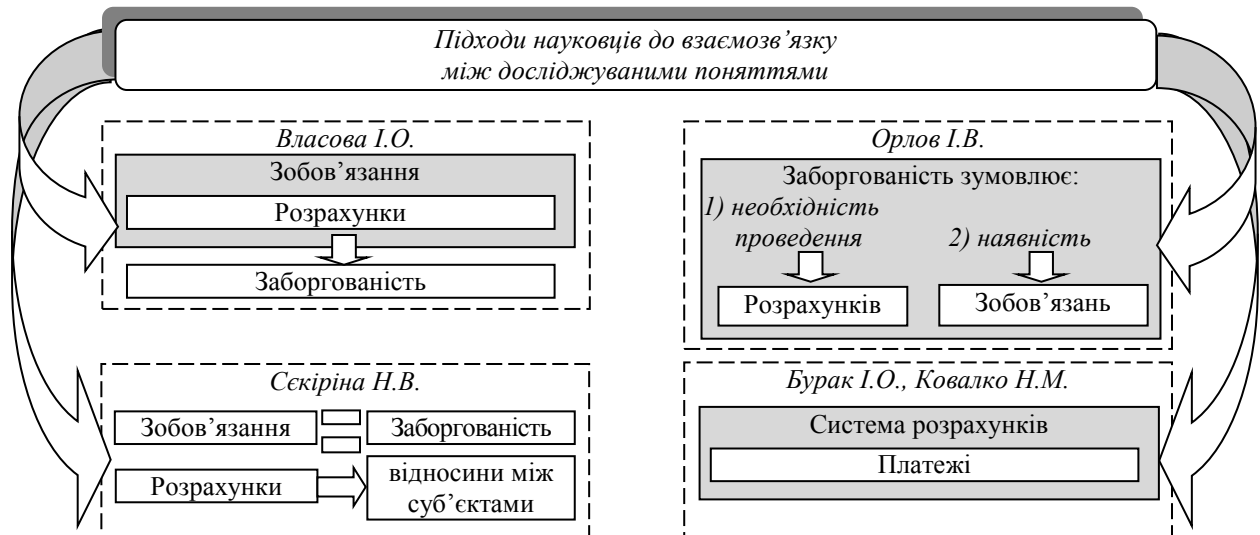 Підходи науковців до взаємозв’язку
між досліджуваними поняттями
Власова І.О.
Зобов’язання
Розрахунки
Заборгованість
Орлов І.В.
Заборгованість зумовлює:
1) необхідність
проведення
2) наявність
Розрахунків
Зобов’язань
Сєкіріна Н.В.
Зобов’язання
Заборгованість
Розрахунки
відносини між
суб’єктами
Бурак І.О., Ковалко Н.М.
Система розрахунків
Платежі